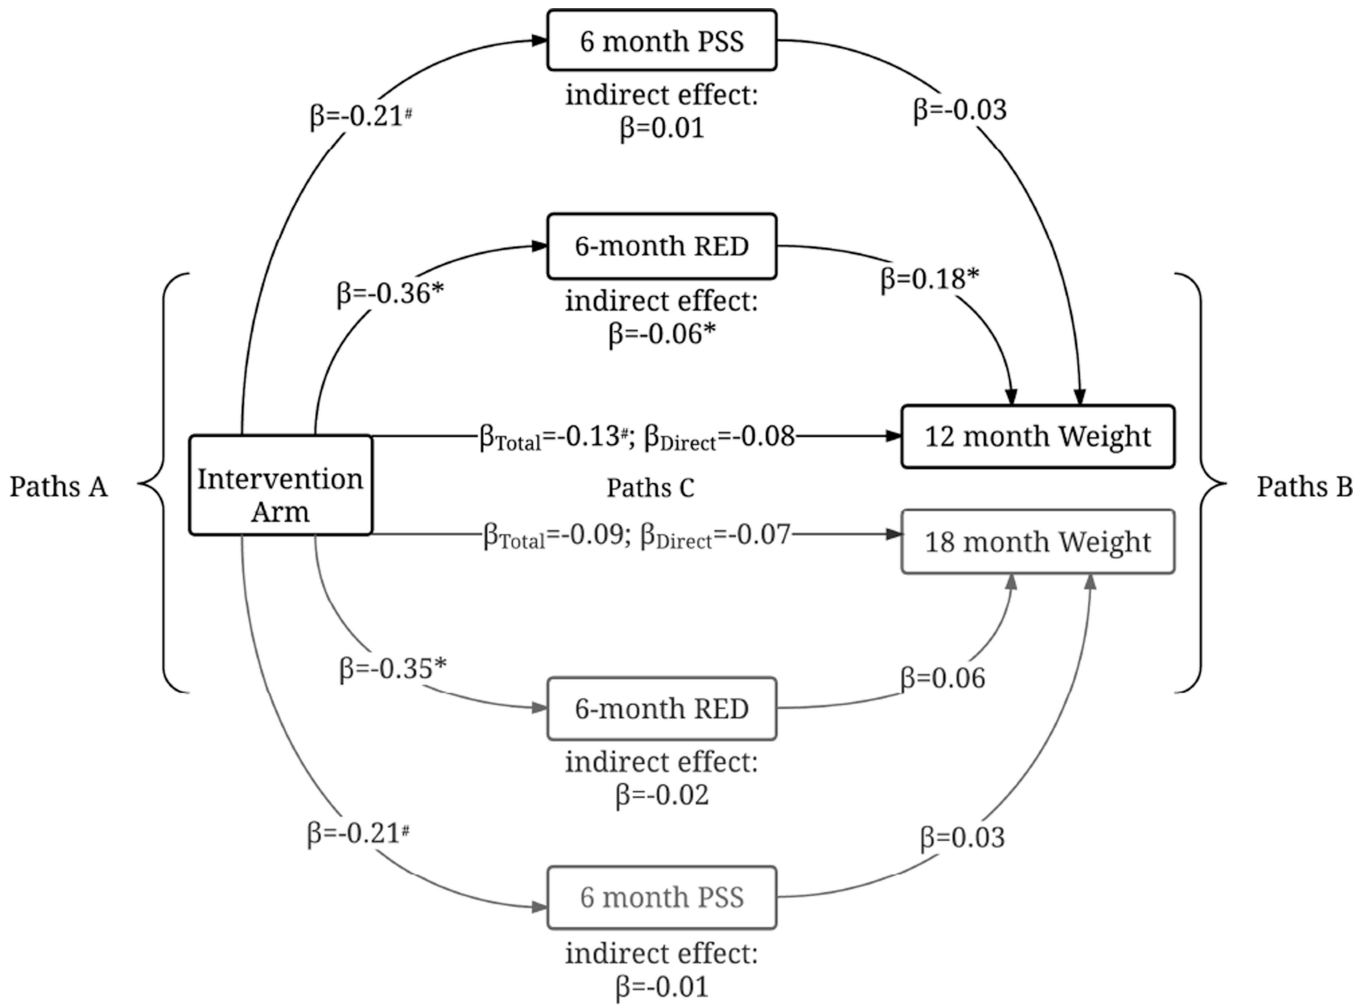 6 month PSS
indirect effect:
β=0.01
β=-0.21#
β=-0.03
6-month RED
indirect effect:
β=-0.06*
β=-0.36*
β=0.18*
βTotal=-0.13#; βDirect=-0.08
12 month Weight
Intervention
Arm
Paths A
Paths C
Paths B
βTotal=-0.09; βDirect=-0.07
18 month Weight
β=-0.35*
β=0.06
6-month RED
indirect effect:
β=-0.02
β=-0.21#
β=0.03
6 month PSS
indirect effect:
β=-0.01